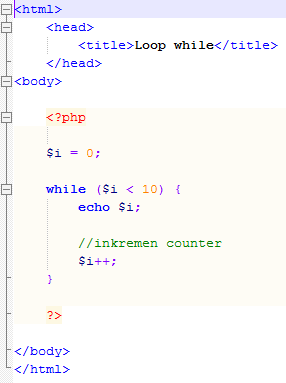 <html>
<head>
<title>Loop while</title>
</head>
<body>
<?php
$i = 0;
while ($i < 10) {
echo $i;
//inkremen counter
$i++;
}
?>
</body>
</html>